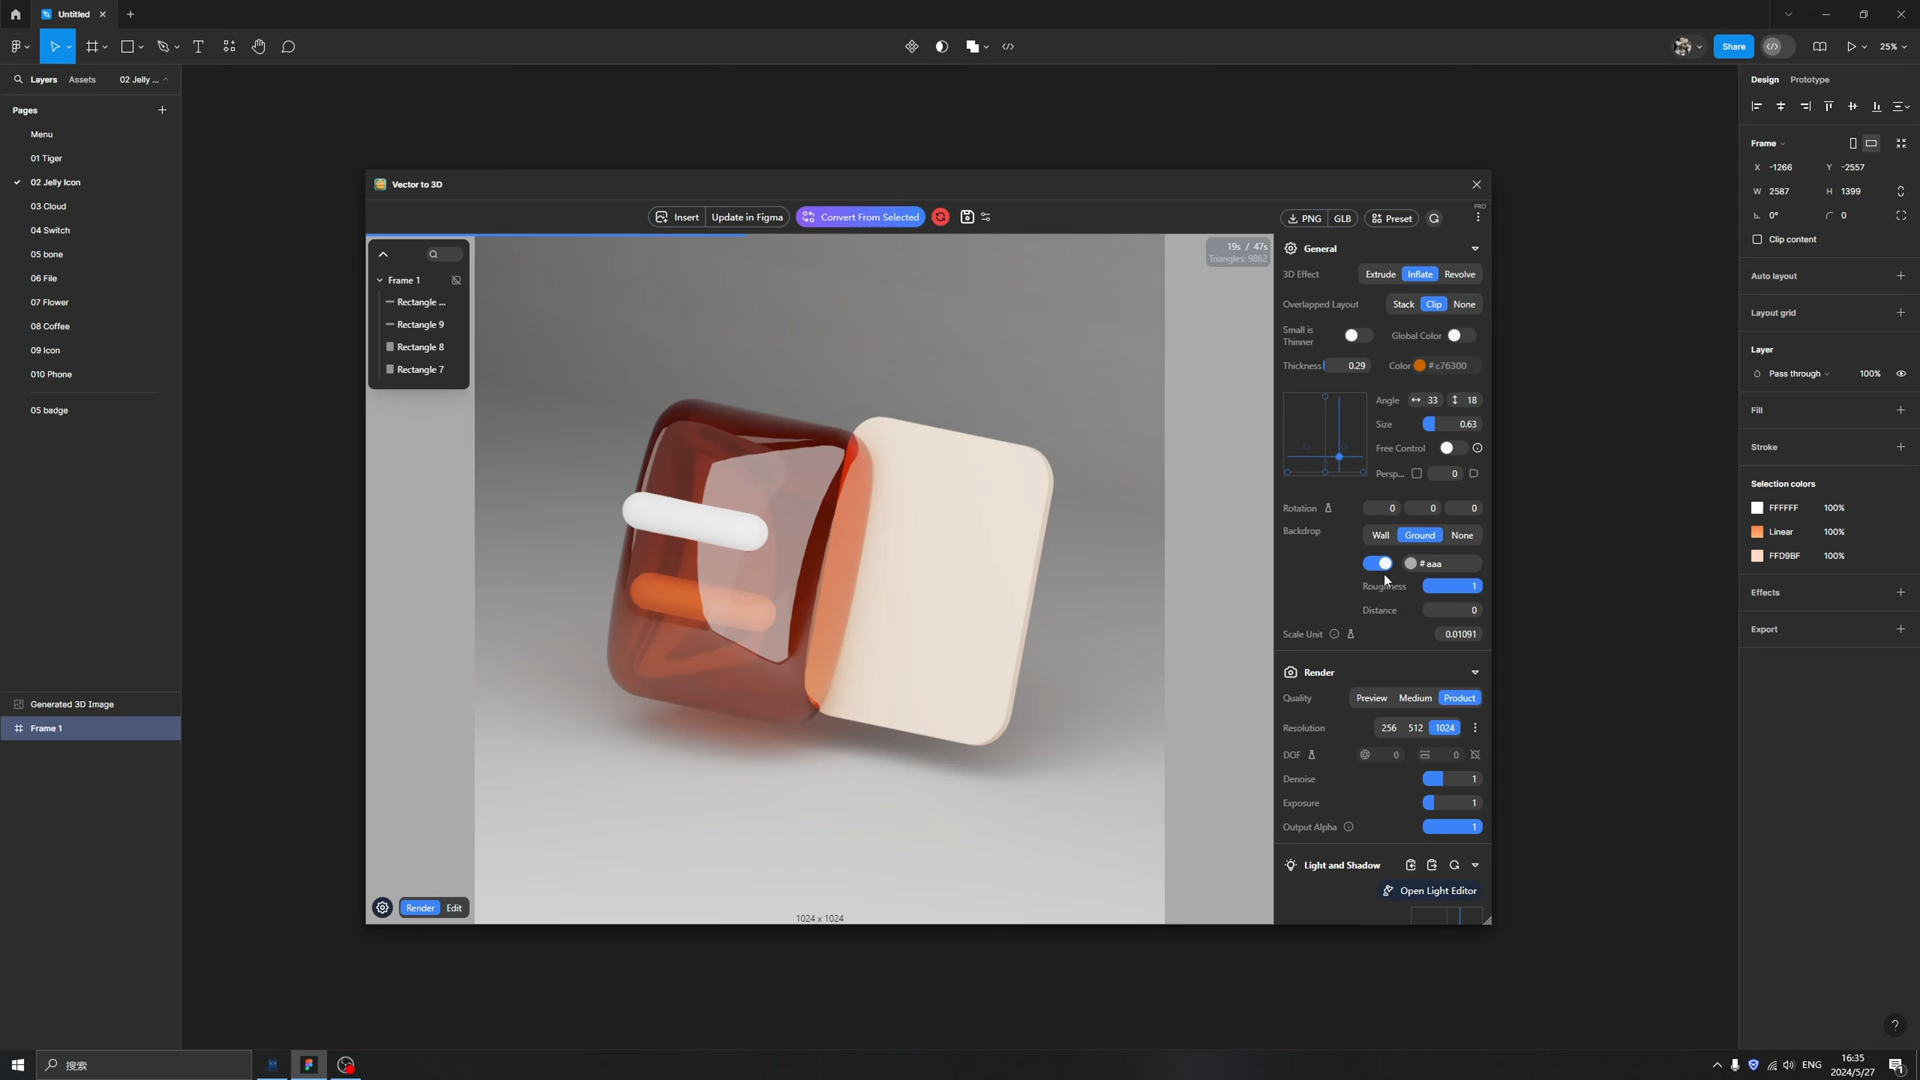 Untitled
Share
25%
Layers
Assets
02 Jelly ...
Pages
Menu
01 Tiger
02 Jelly Icon
03 Cloud
04 Switch
05 bone
06 File
07 Flower
08 Coffee
09 Icon
010 Phone
05 badge
Generated 3D Image
Frame 1
Vector to 3D
Insert
Update in Figma
Convert From Selected
PNG
GLB
Preset
PRO
Frame 1
Rectangle ...
Rectangle 9
Rectangle 8
Rectangle 7
19s / 47s
Triangles: 9862
Render
Edit
1024 x 1024
General
3D Effect
Extrude
Inflate
Revolve
Overlapped Layout
Stack
Clip
None
Small is
Thinner
Global Color
Thickness
0.29
Color
#c76300
Angle
33
18
Size
0.63
Free Control
Persp...
0
Rotation
0
0
0
Backdrop
Wall
Ground
None
#aaa
Roughness
1
Distance
0
Scale Unit
0.01091
Render
Quality
Preview
Medium
Product
Resolution
256
512
1024
DOF
0
0
Denoise
1
Exposure
1
Output Alpha
1
Light and Shadow
Open Light Editor
Design
Prototype
Frame
X
-1266
Y
-2557
W
2587
H
1399
0°
0
Clip content
Auto layout
Layout grid
Layer
Pass through
100%
Fill
Stroke
Selection colors
FFFFFF
100%
Linear
100%
FFD9BF
100%
Effects
Export
?
搜索
ENG
16:35
2024/5/27
1